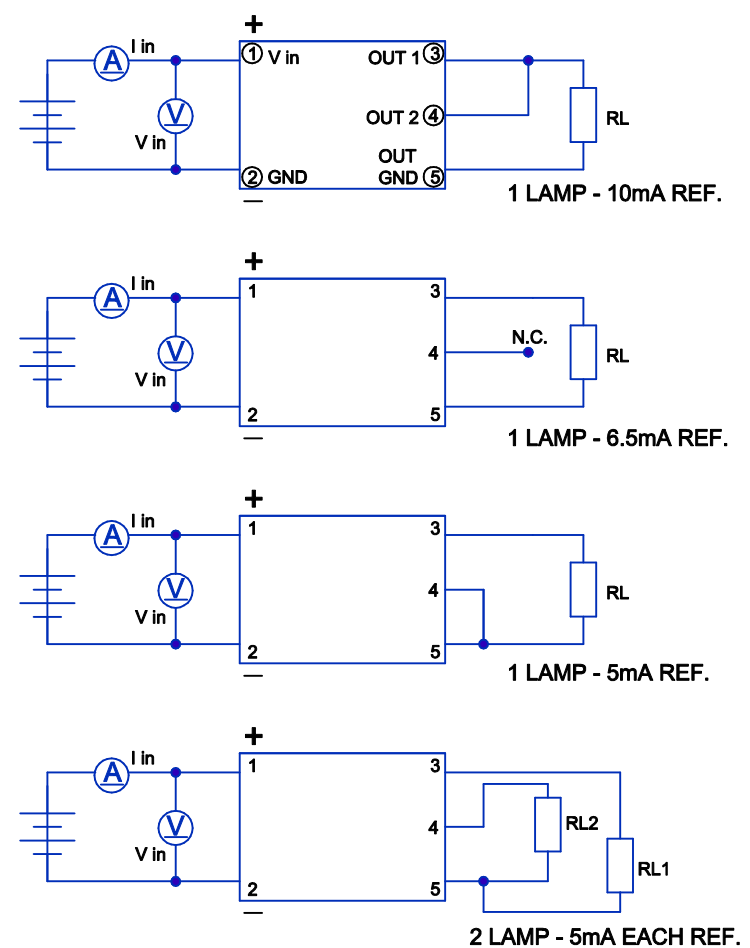 +
I in
A
V
V in
1 V in
2 GND
OUT 1 3
OUT 2 4
OUT
GND 5
—
RL
1 LAMP - 10mA REF.
+
I in
A
V
V in
1
2
3
4
5
—
N.C.
RL
1 LAMP - 6.5mA REF.
+
I in
A
V
V in
1
2
3
4
5
—
RL
1 LAMP - 5mA REF.
+
I in
A
V
V in
1
2
3
4
5
—
RL2
RL1
2 LAMP - 5mA EACH REF.